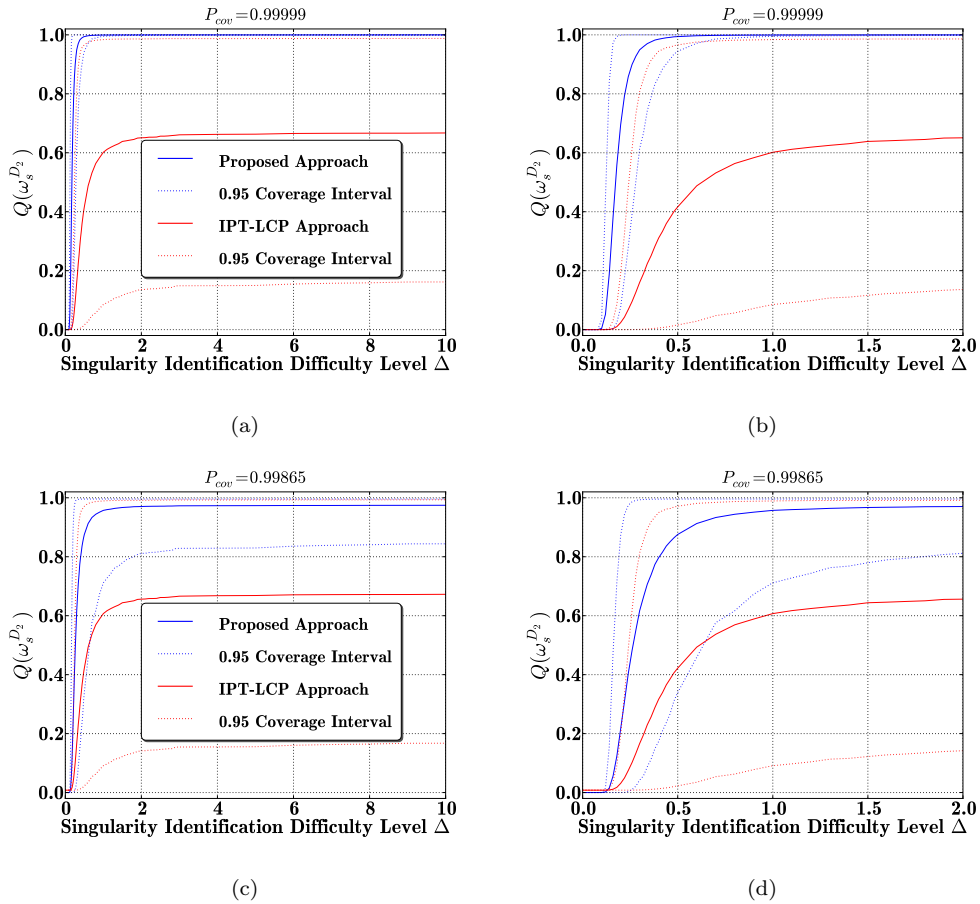 P_cov=0.99999
P_cov=0.99999
1.0
0.8
0.6
0.4
0.2
0.0
Q(ω_s^{D_2})
Proposed Approach
0.95 Coverage Interval
IPT-LCP Approach
0.95 Coverage Interval
0 2 4 6 8 10
Singularity Identification Difficulty Level Δ
1.0
0.8
0.6
0.4
0.2
0.0
Q(ω_s^{D_2})
0.0 0.5 1.0 1.5 2.0
Singularity Identification Difficulty Level Δ
(a)
(b)
P_cov=0.99865
P_cov=0.99865
1.0
0.8
0.6
0.4
0.2
0.0
Q(ω_s^{D_2})
Proposed Approach
0.95 Coverage Interval
IPT-LCP Approach
0.95 Coverage Interval
0 2 4 6 8 10
Singularity Identification Difficulty Level Δ
1.0
0.8
0.6
0.4
0.2
0.0
Q(ω_s^{D_2})
0.0 0.5 1.0 1.5 2.0
Singularity Identification Difficulty Level Δ
(c)
(d)